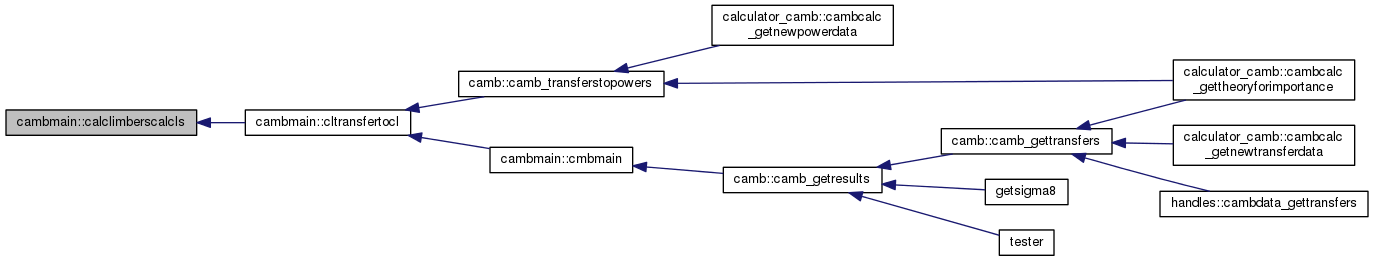 calculator_camb::cambcalc
_getnewpowerdata
camb::camb_transferstopowers
calculator_camb::cambcalc
_gettheoryforimportance
cambmain::calclimberscalcls
cambmain::cltransfertocl
camb::camb_gettransfers
calculator_camb::cambcalc
_getnewtransferdata
cambmain::cmbmain
camb::camb_getresults
getsigma8
handles::cambdata_gettransfers
tester